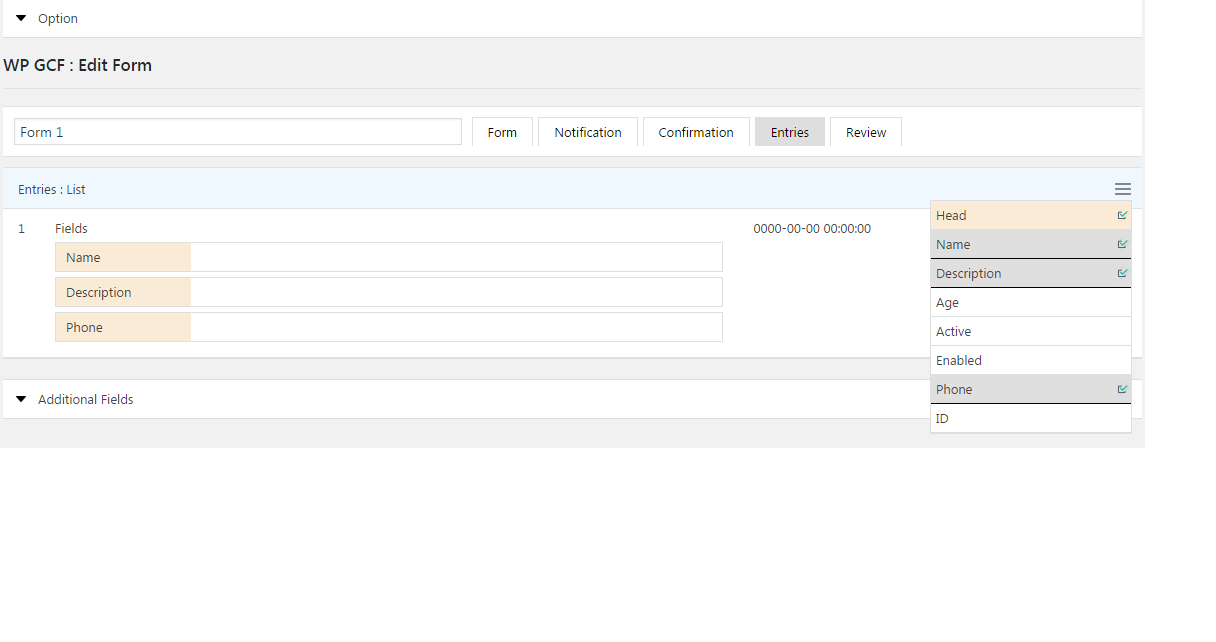 Option
WP GCF : Edit Form
Form 1 Form Notification Confirmation Entries Review
Entries : List
1 Fields 0000-00-00 00:00:00
Name
Description
Phone
Head
Name
Description
Age
Active
Enabled
Phone
ID
Additional Fields